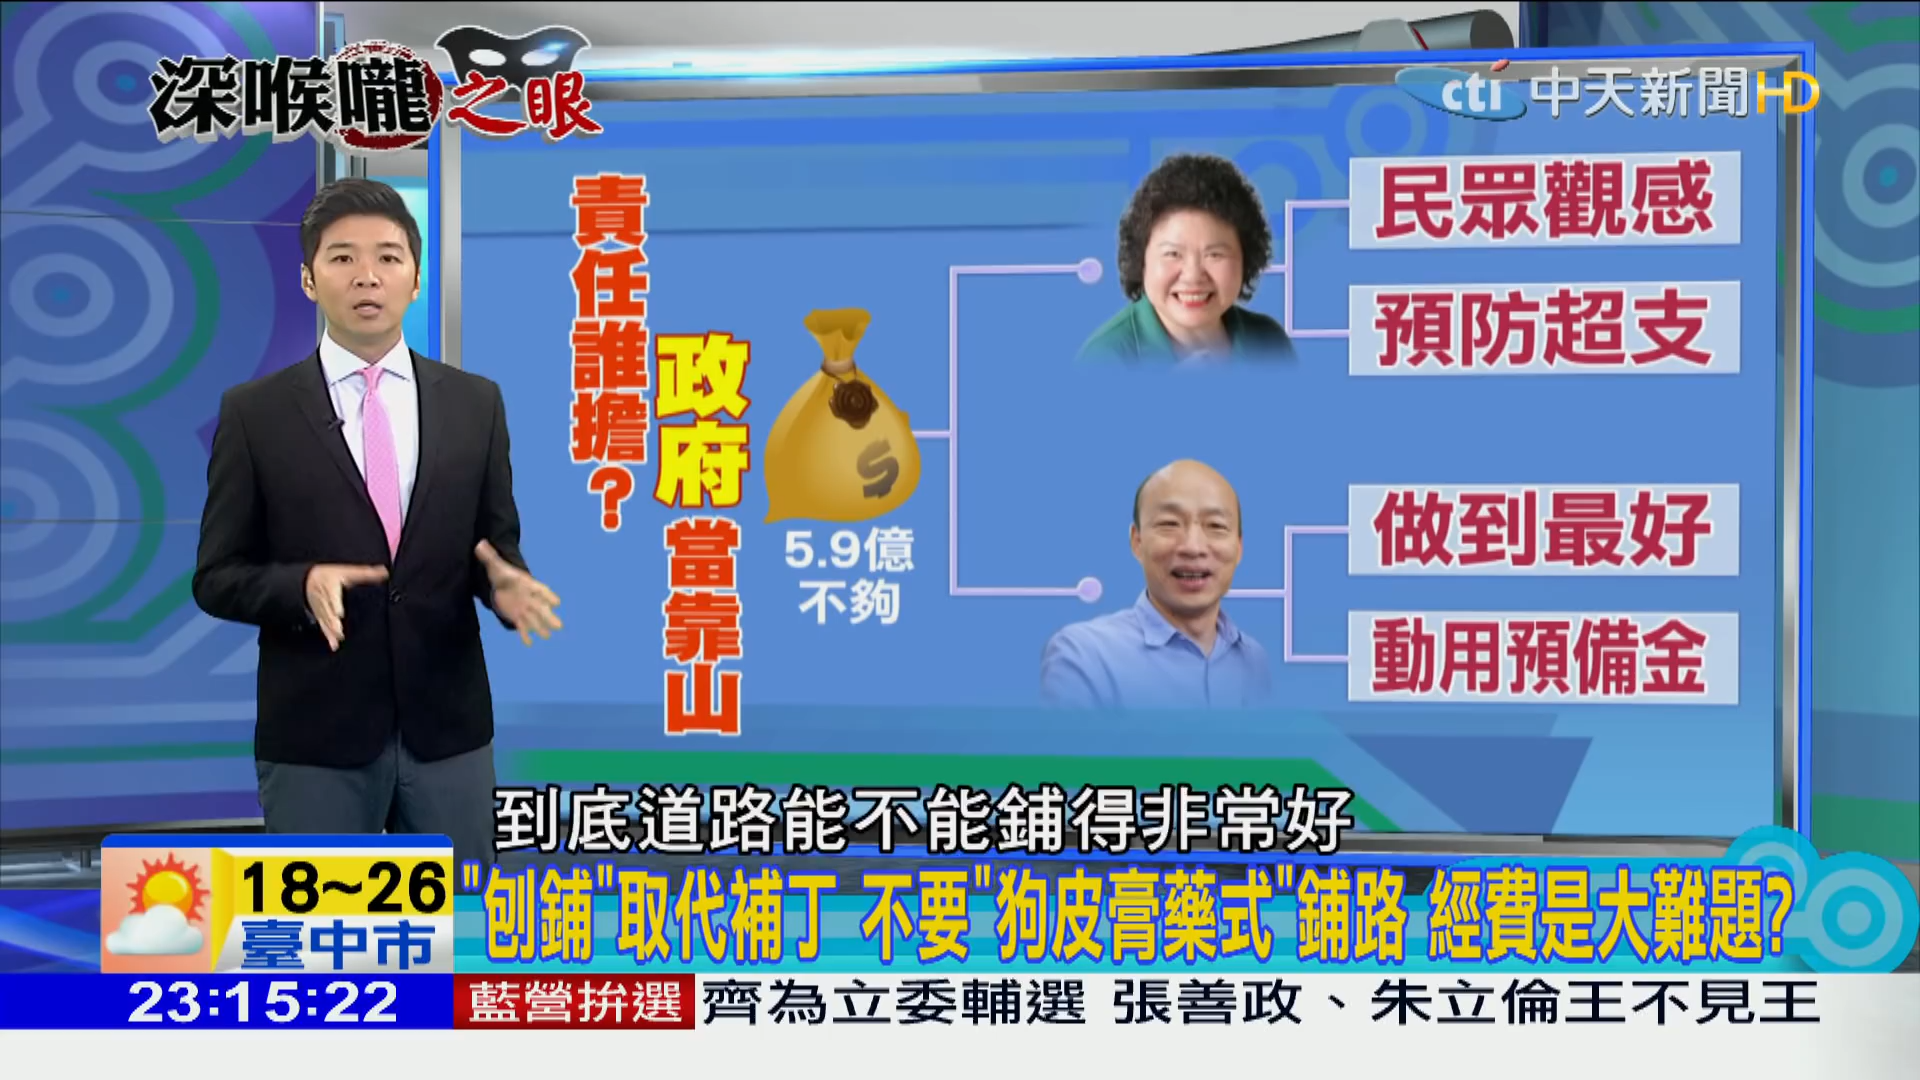 深喉嚨之眼
cti 中天新聞HD
責任誰擔？
政府當靠山
5.9億
不夠
民眾觀感
預防超支
做到最好
動用預備金
到底道路能不能鋪得非常好
18~26
臺中市
"刨鋪"取代補丁 不要"狗皮膏藥式"鋪路 經費是大難題?
23:15:22
藍營拚選 齊為立委輔選 張善政、朱立倫王不見王